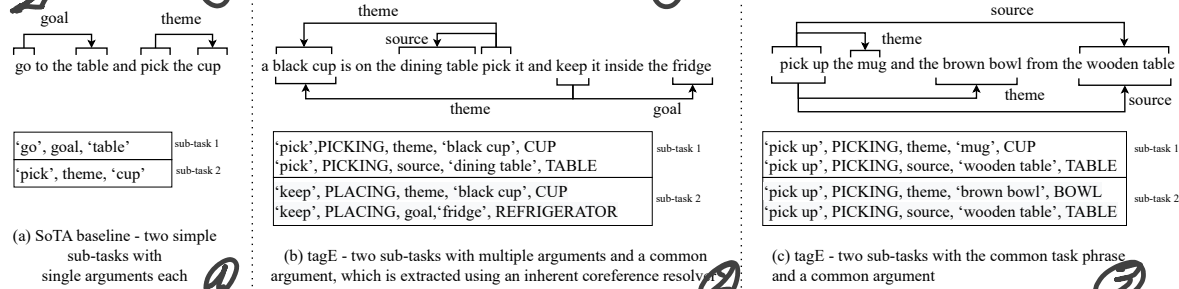 goal
theme
go to the table and pick the cup
'go', goal, 'table'
sub-task 1
'pick', theme, 'cup'
sub-task 2
(a) SoTA baseline - two simple
sub-tasks with
single arguments each
1
theme
source
a black cup is on the dining table pick it and keep it inside the fridge
theme
goal
'pick',PICKING, theme, 'black cup', CUP
sub-task 1
'pick', PICKING, source, 'dining table', TABLE
'keep', PLACING, theme, 'black cup', CUP
sub-task 2
'keep', PLACING, goal,'fridge', REFRIGERATOR
(b) tagE - two sub-tasks with multiple arguments and a common
argument, which is extracted using an inherent coreference resolver
2
source
theme
pick up the mug and the brown bowl from the wooden table
theme
source
'pick up', PICKING, theme, 'mug', CUP
sub-task 1
'pick up', PICKING, source, 'wooden table', TABLE
'pick up', PICKING, theme, 'brown bowl', BOWL
sub-task 2
'pick up', PICKING, source, 'wooden table', TABLE
(c) tagE - two sub-tasks with the common task phrase
and a common argument
3